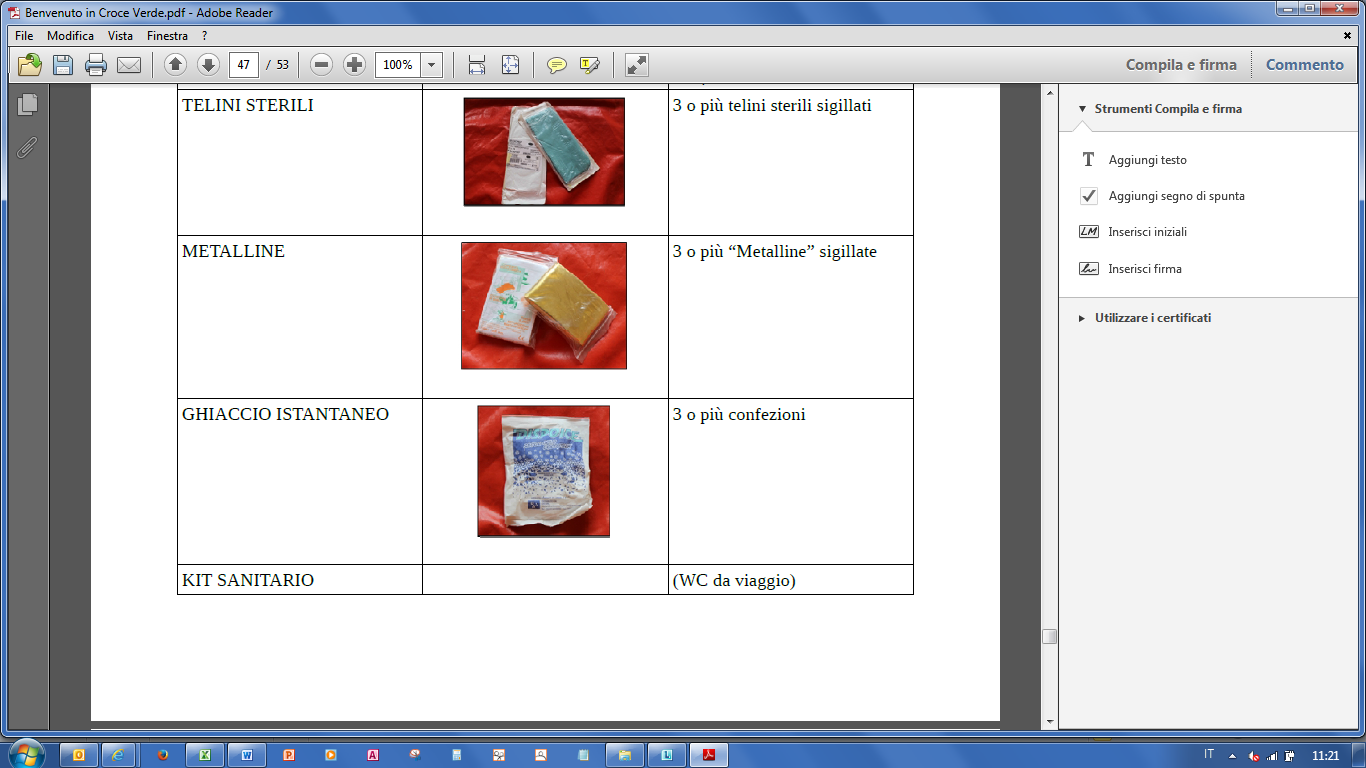 Benvenuto in Croce Verde.pdf - Adobe Reader
File Modifica Vista Finestra ?
47 / 53 100% Compila e firma Commento
TELINI STERILI 3 o più telini sterili sigillati
METALLINE 3 o più “Metalline” sigillate
GHIACCIO ISTANTANEO 3 o più confezioni
KIT SANITARIO (WC da viaggio)
Strumenti Compila e firma
Aggiungi testo
Aggiungi segno di spunta
Inserisci iniziali
Inserisci firma
Utilizzare i certificati
IT 11:21